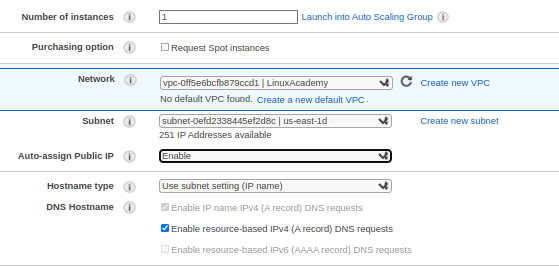 Number of instances 1 Launch into Auto Scaling Group
Purchasing option Request Spot instances
Network vpc-0ff5e6bcfb879ccd1 | LinuxAcademy Create new VPC
No default VPC found. Create a new default VPC.
Subnet subnet-0efd2338445ef2d8c | us-east-1d Create new subnet
251 IP Addresses available
Auto-assign Public IP Enable
Hostname type Use subnet setting (IP name)
DNS Hostname Enable IP name IPv4 (A record) DNS requests
Enable resource-based IPv4 (A record) DNS requests
Enable resource-based IPv6 (AAAA record) DNS requests